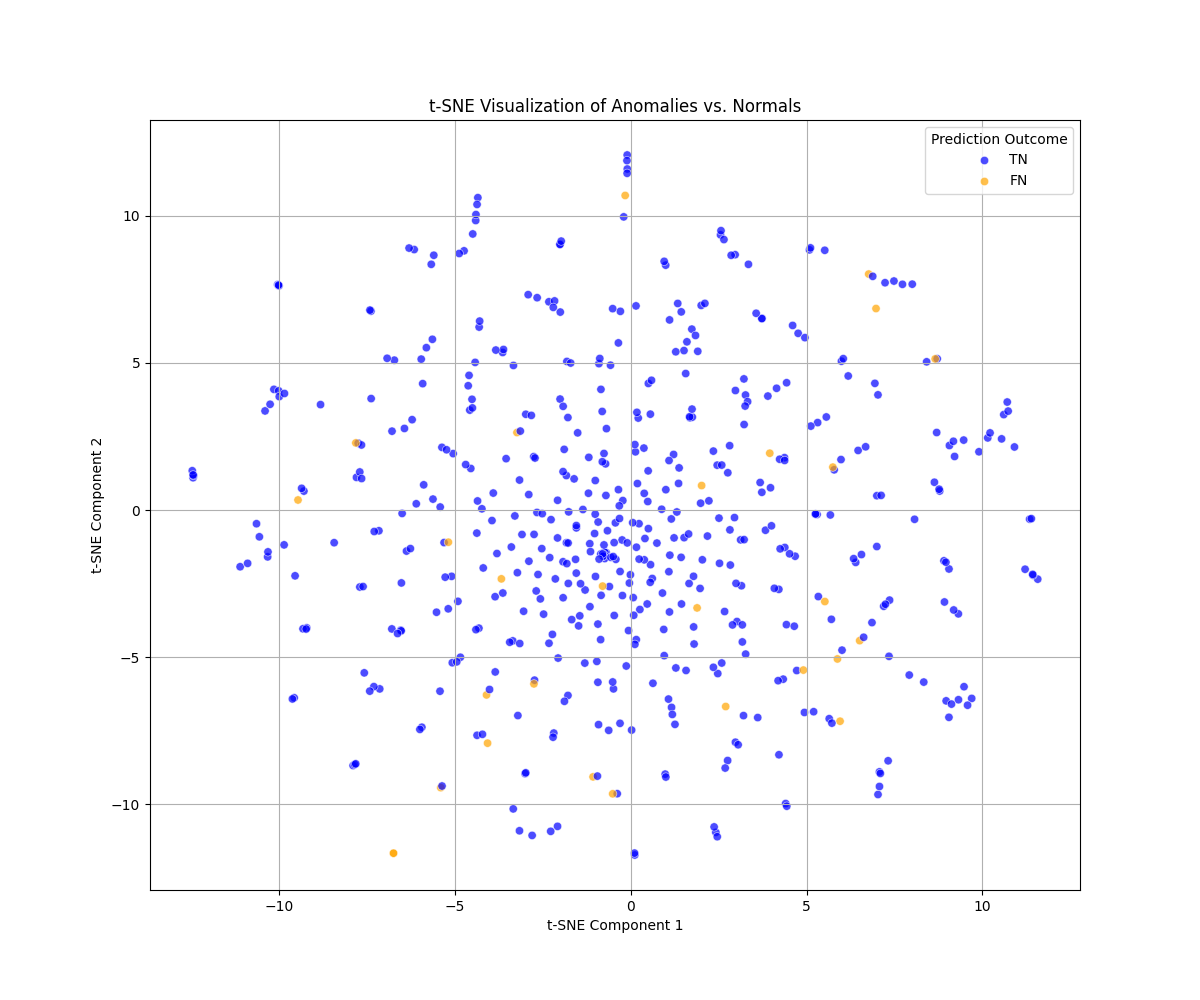 t-SNE Visualization of Anomalies vs. Normals
Prediction Outcome
TN
FN
10
5
0
−5
−10
t-SNE Component 2
−10
−5
0
5
10
t-SNE Component 1